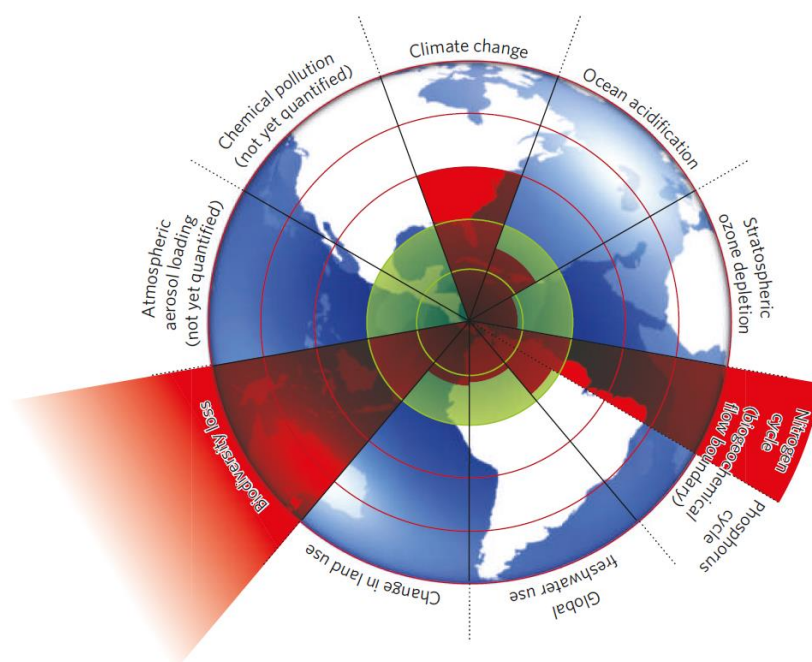 Climate change
Ocean acidification
Stratospheric
ozone depletion
Nitrogen
cycle
(biogeochemical
flow boundary)
Phosphorus
cycle
Global
freshwater use
Change in land use
Biodiversity loss
Atmospheric
aerosol loading
(not yet quantified)
Chemical pollution
(not yet quantified)